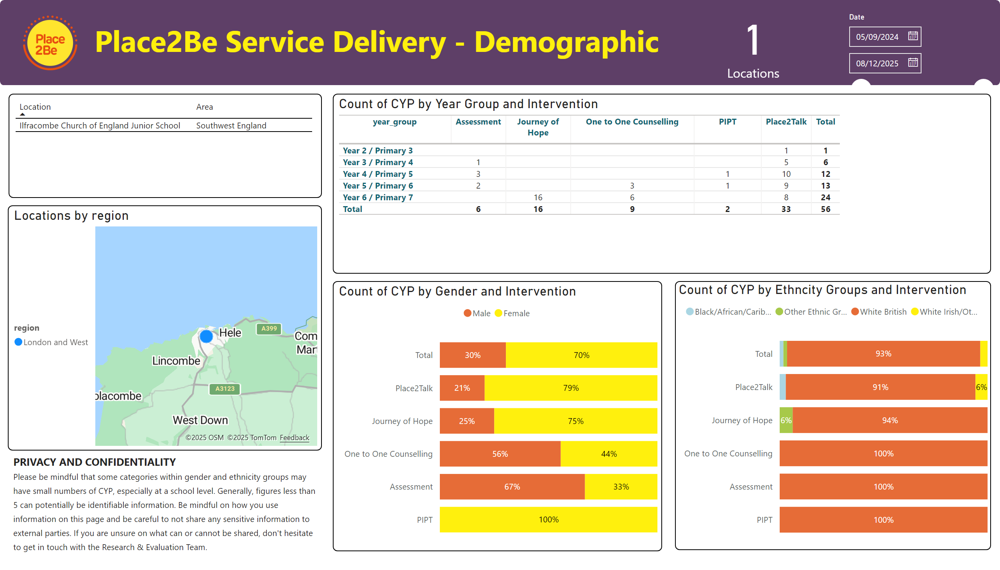 Place
2Be
Place2Be Service Delivery - Demographic
1
Locations
Date
05/09/2024
08/12/2025
Location Area
Ilfracombe Church of England Junior School Southwest England
Locations by region
region
London and West
Hele
A399
Com
Mart
Lincombe
A3123
olacombe
West Down
©2025 OSM ©2025 TomTom Feedback
PRIVACY AND CONFIDENTIALITY
Please be mindful that some categories within gender and ethnicity groups may
have small numbers of CYP, especially at a school level. Generally, figures less than
5 can potentially be identifiable information. Be mindful on how you use
information on this page and be careful to not share any sensitive information to
external parties. If you are unsure on what can or cannot be shared, don't hesitate
to get in touch with the Research & Evaluation Team.
Count of CYP by Year Group and Intervention
year_group Assessment Journey of Hope One to One Counselling PIPT Place2Talk Total
Year 2 / Primary 3 1 1
Year 3 / Primary 4 1 5 6
Year 4 / Primary 5 3 1 10 12
Year 5 / Primary 6 2 3 1 9 13
Year 6 / Primary 7 16 6 8 24
Total 6 16 9 2 33 56
Count of CYP by Gender and Intervention
Male Female
Total 30% 70%
Place2Talk 21% 79%
Journey of Hope 25% 75%
One to One Counselling 56% 44%
Assessment 67% 33%
PIPT 100%
Count of CYP by Ethncity Groups and Intervention
Black/African/Carib... Other Ethnic Gr... White British White Irish/Ot...
Total 93%
Place2Talk 91% 6%
Journey of Hope 6% 94%
One to One Counselling 100%
Assessment 100%
PIPT 100%